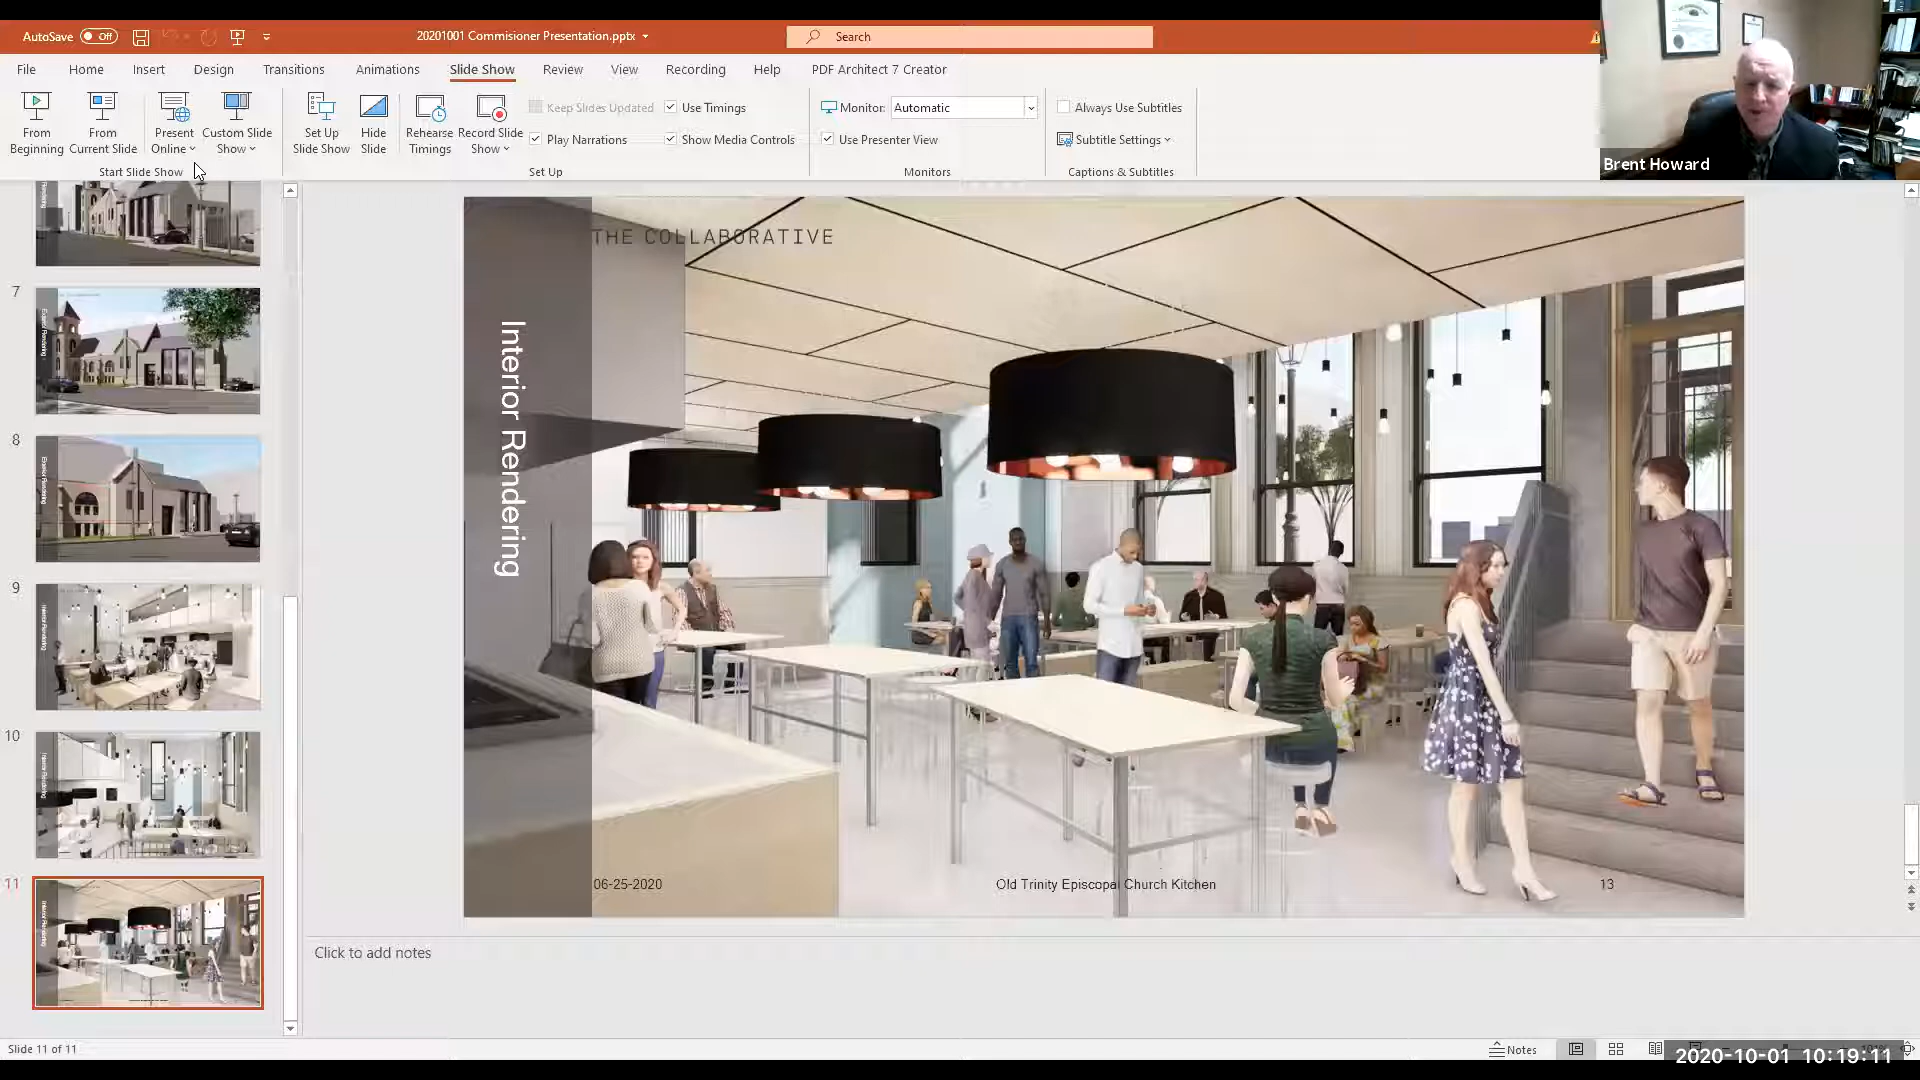 AutoSave Off
20201001 Commisioner Presentation.pptx
Search
File Home Insert Design Transitions Animations Slide Show Review View Recording Help PDF Architect 7 Creator
From Beginning
From Current Slide
Present Online
Custom Slide Show
Start Slide Show
Set Up Slide Show
Hide Slide
Rehearse Timings
Record Slide Show
Keep Slides Updated
Use Timings
Play Narrations
Show Media Controls
Set Up
Monitor: Automatic
Use Presenter View
Monitors
Always Use Subtitles
Subtitle Settings
Captions & Subtitles
Brent Howard
7
8
9
10
11
THE COLLABORATIVE
Interior Rendering
06-25-2020
Old Trinity Episcopal Church Kitchen
13
Click to add notes
Slide 11 of 11
Notes
2020-10-01 10:19:11